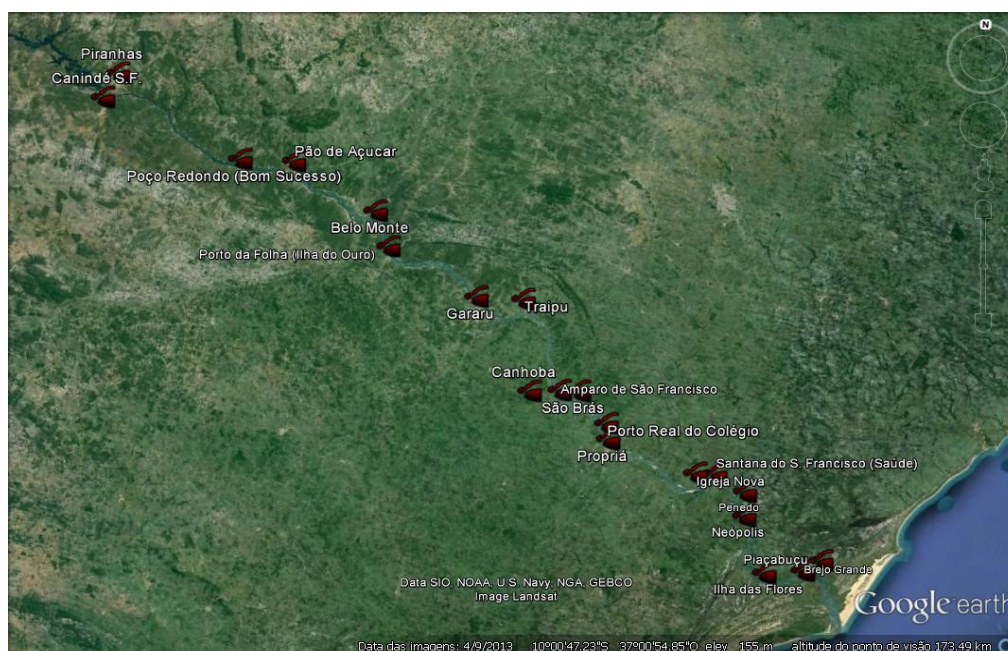 N
Piranhas
Canindé S.F.
Pão de Açucar
Poço Redondo (Bom Sucesso)
Belo Monte
Porto da Folha (Ilha do Ouro)
Traipu
Gararu
Canhoba
Amparo de São Francisco
São Brás
Porto Real do Colégio
Propriá
Santana do S. Francisco (Saúde)
Igreja Nova
Penedo
Neópolis
Piaçabuçu
Brejo Grande
Ilha das Flores
Data SIO, NOAA, U.S. Navy, NGA, GEBCO
Image Landsat
Google earth
Data das imagens: 4/9/2013 10°00'47.23"S 37°00'54.85"O elev 155 m altitude do ponto de visão 173.49 km